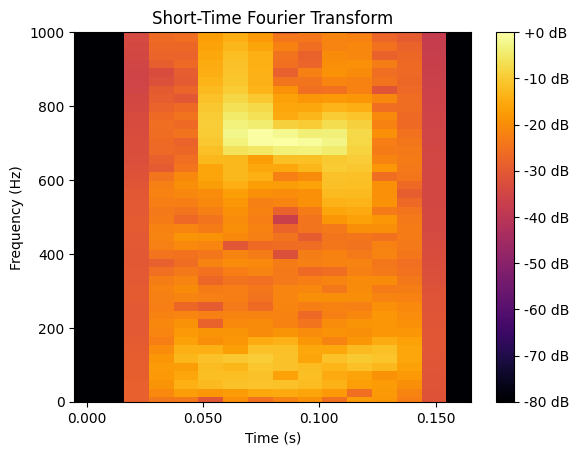 Short-Time Fourier Transform
1000
800
600
400
200
0
Frequency (Hz)
0.000
0.050
0.100
0.150
Time (s)
+0 dB
-10 dB
-20 dB
-30 dB
-40 dB
-50 dB
-60 dB
-70 dB
-80 dB